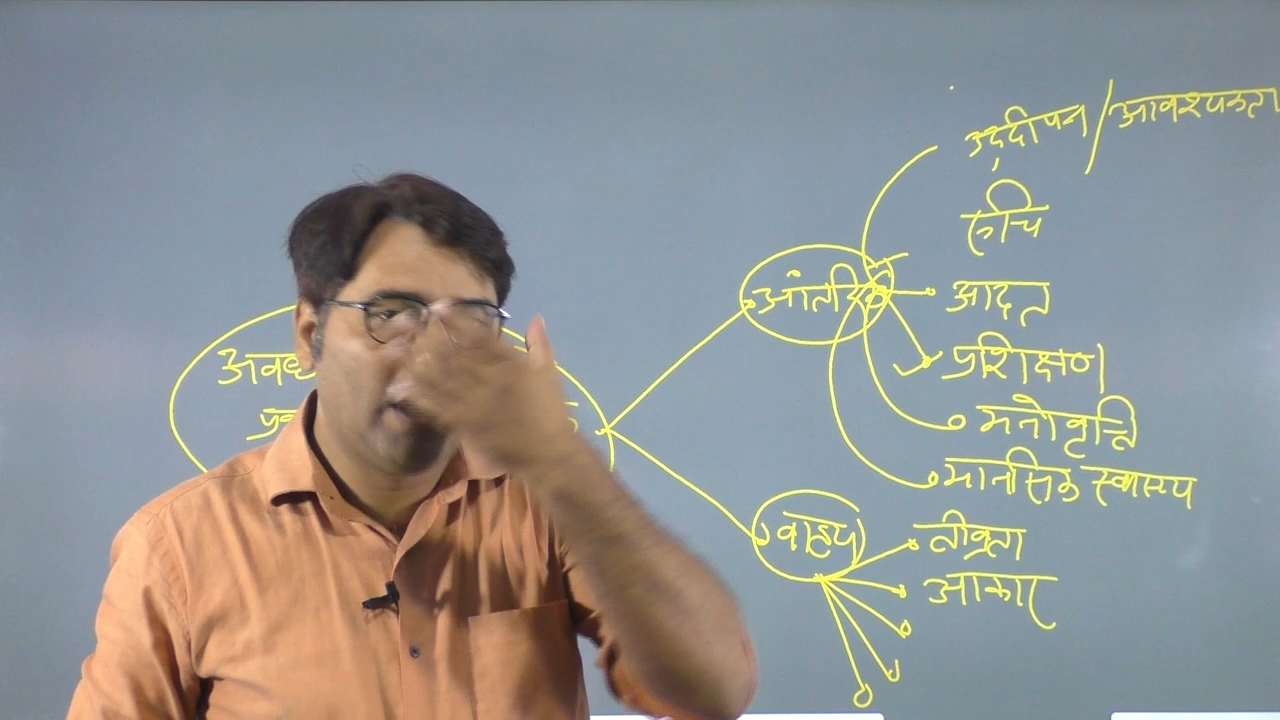 उद्दीपन/आवश्यकता
रुचि
आंतरिक
आदत
प्रशिक्षण
मनोवृत्ति
मानसिक स्वास्थ्य
वाह्य
तीव्रता
आकार